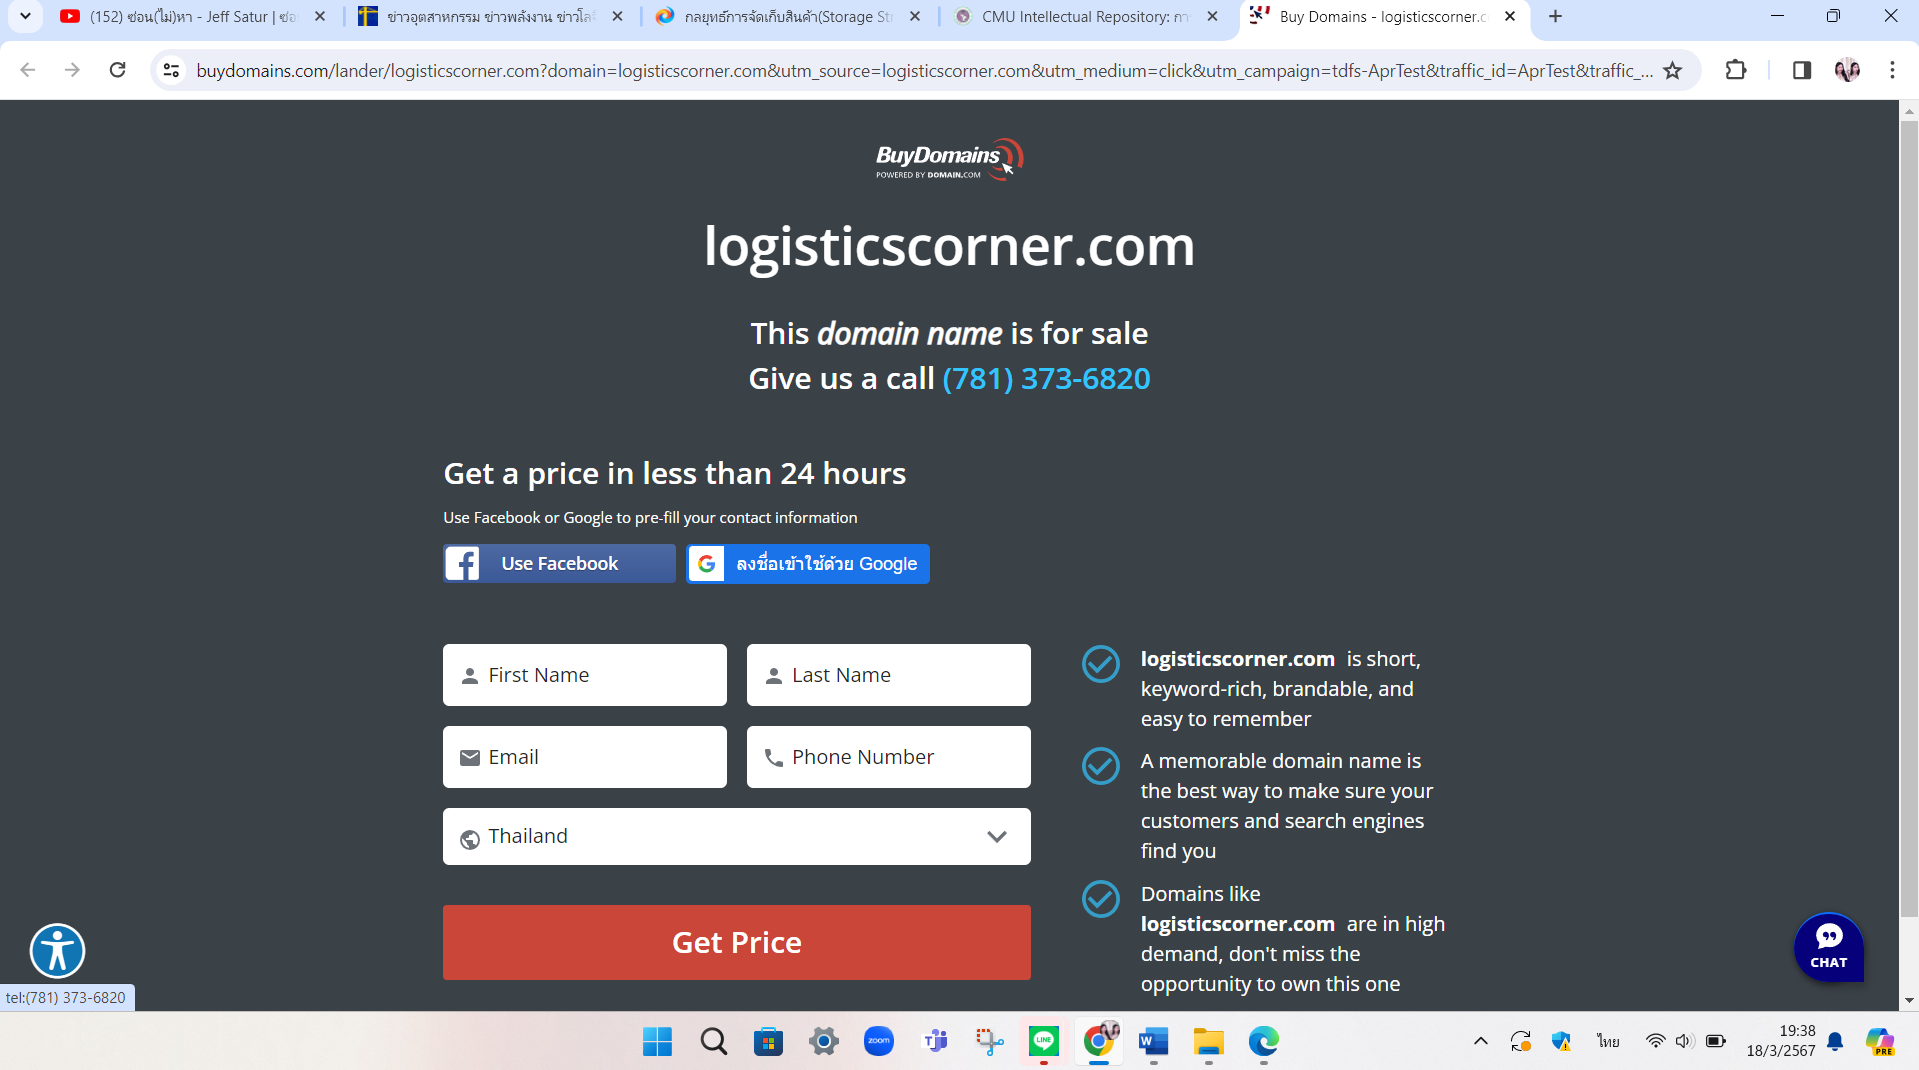 (152) ซ่อน(ไม่)หา - Jeff Satur | ซ่อ
ข่าวอุตสาหกรรม ข่าวพลังงาน ข่าวโลจิ
กลยุทธ์การจัดเก็บสินค้า(Storage St
CMU Intellectual Repository: กา
Buy Domains - logisticscorner.c
buydomains.com/lander/logisticscorner.com?domain=logisticscorner.com&utm_source=logisticscorner.com&utm_medium=click&utm_campaign=tdfs-AprTest&traffic_id=AprTest&traffic_...
BuyDomains
POWERED BY DOMAIN.COM
logisticscorner.com
This domain name is for sale
Give us a call (781) 373-6820
Get a price in less than 24 hours
Use Facebook or Google to pre-fill your contact information
Use Facebook
ลงชื่อเข้าใช้ด้วย Google
First Name
Last Name
Email
Phone Number
Thailand
Get Price
logisticscorner.com is short,
keyword-rich, brandable, and
easy to remember
A memorable domain name is
the best way to make sure your
customers and search engines
find you
Domains like
logisticscorner.com are in high
demand, don't miss the
opportunity to own this one
CHAT
tel:(781) 373-6820
zoom
LINE
W
ไทย
19:38
18/3/2567
PRE